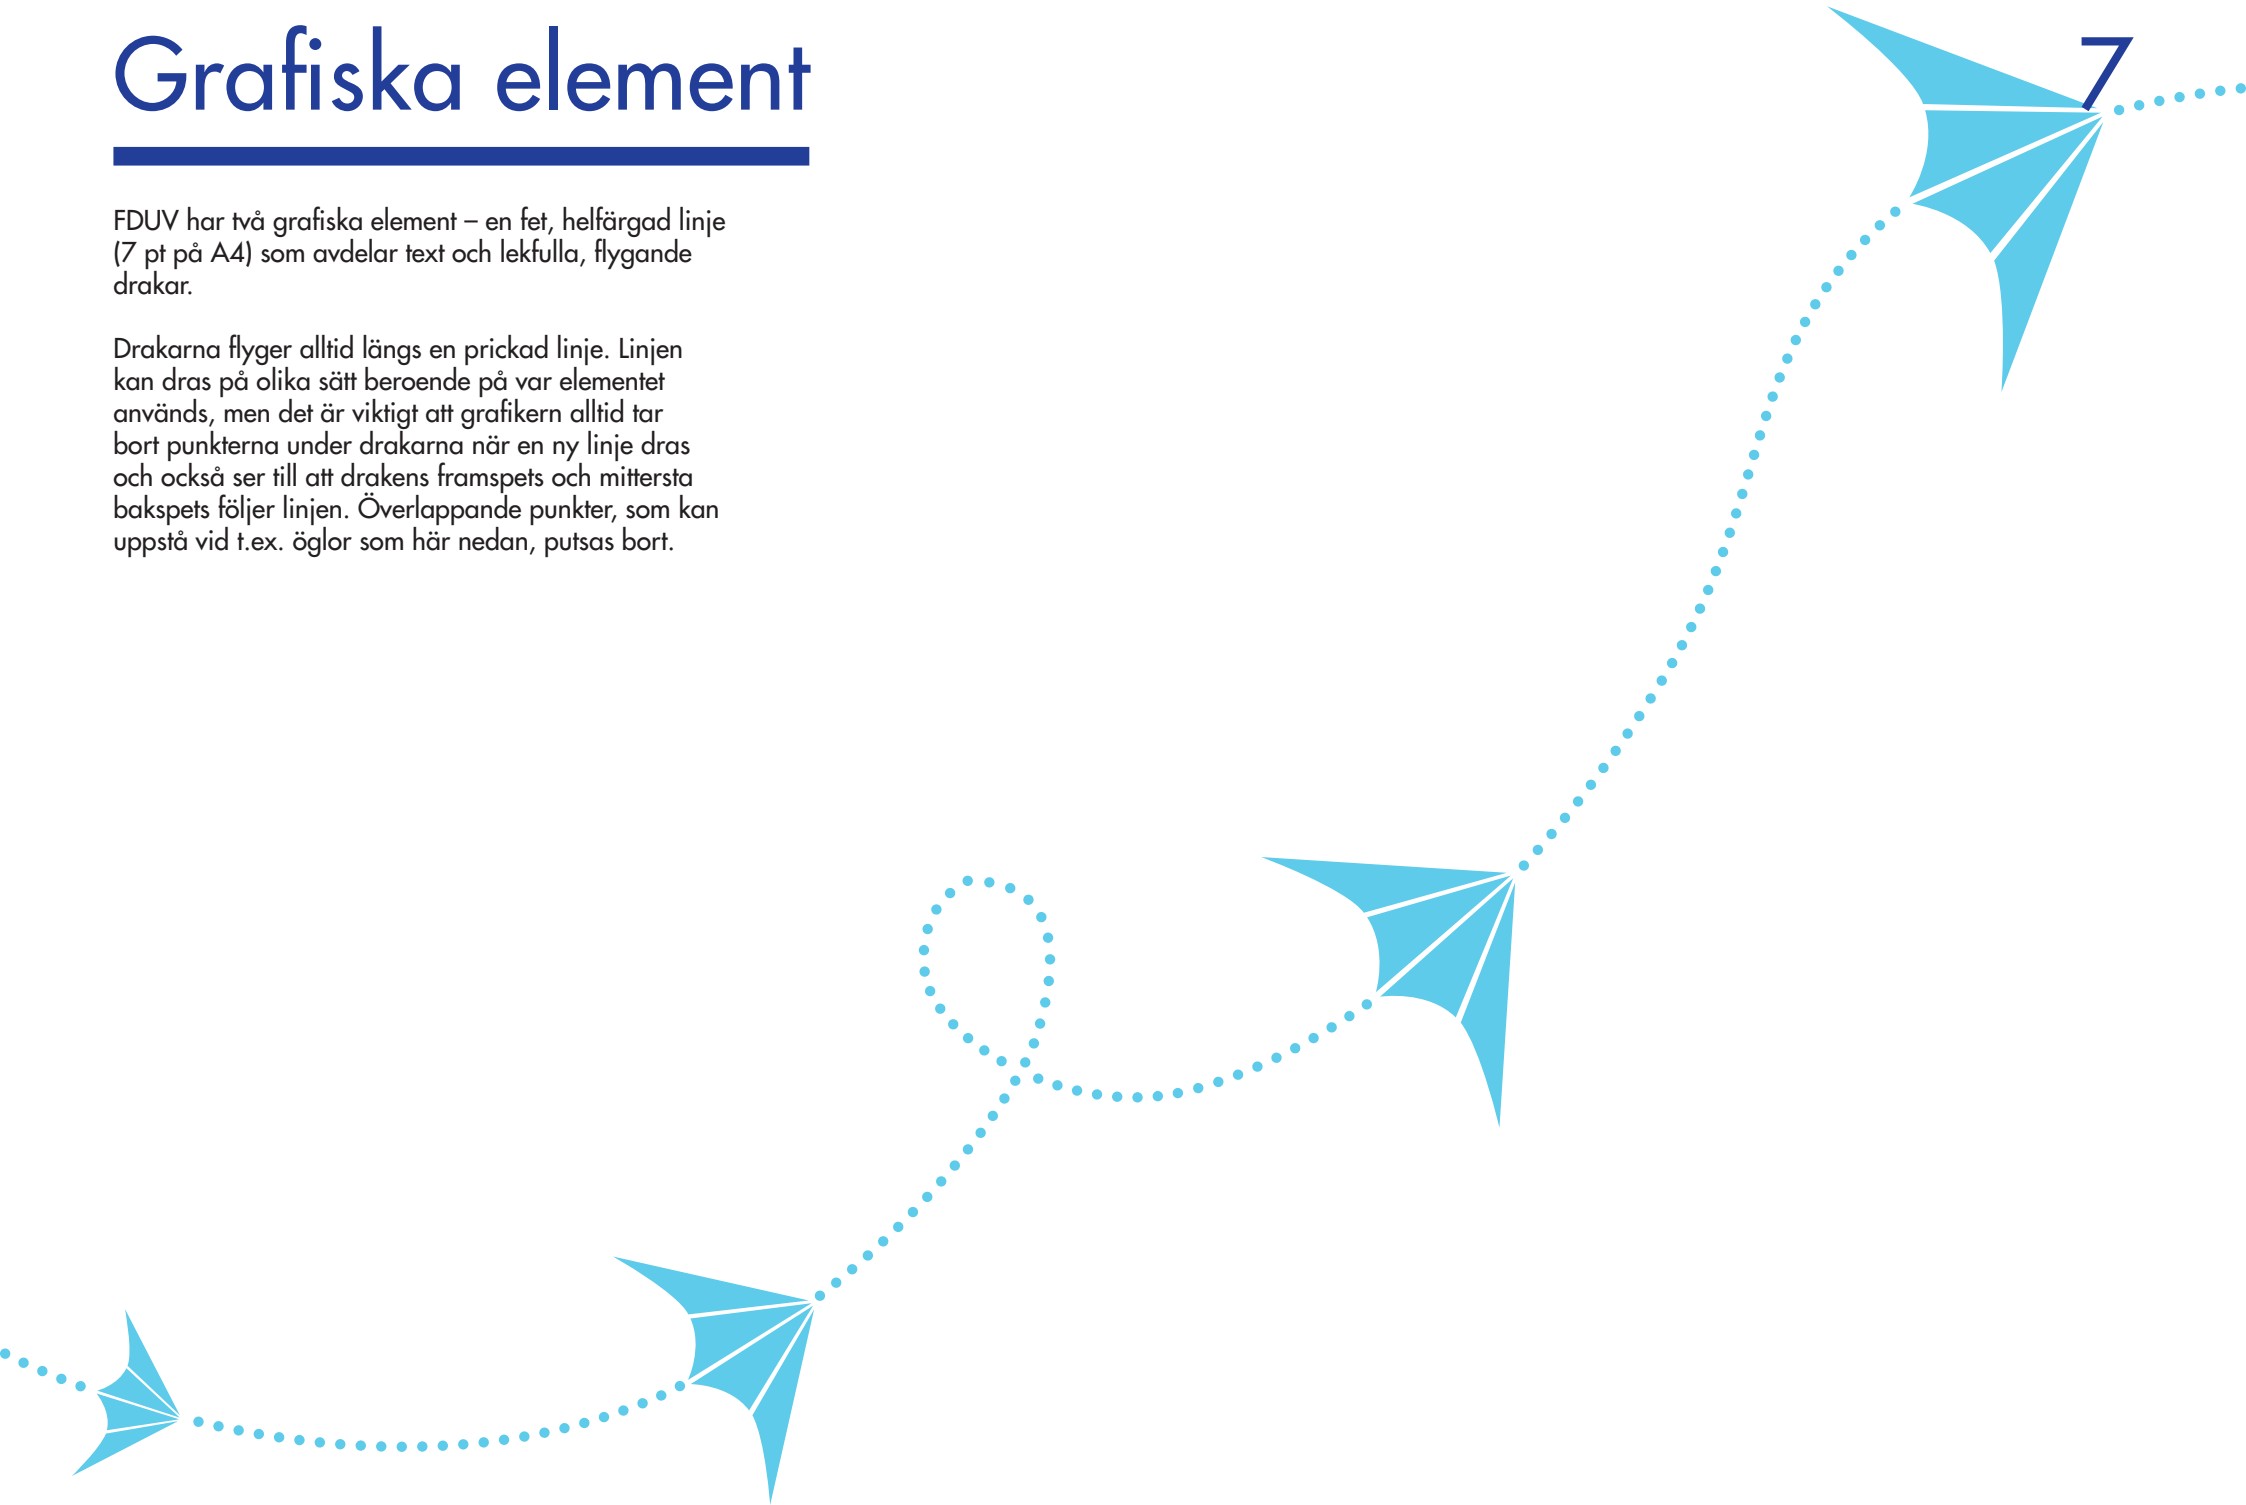 Grafiska element
7
FDUV har två grafiska element – en fet, helfärgad linje
(7 pt på A4) som avdelar text och lekfulla, flygande
drakar.
Drakarna flyger alltid längs en prickad linje. Linjen
kan dras på olika sätt beroende på var elementet
används, men det är viktigt att grafikern alltid tar
bort punkterna under drakarna när en ny linje dras
och också ser till att drakens framspets och mittersta
bakspets följer linjen. Överlappande punkter, som kan
uppstå vid t.ex. öglor som här nedan, putsas bort.